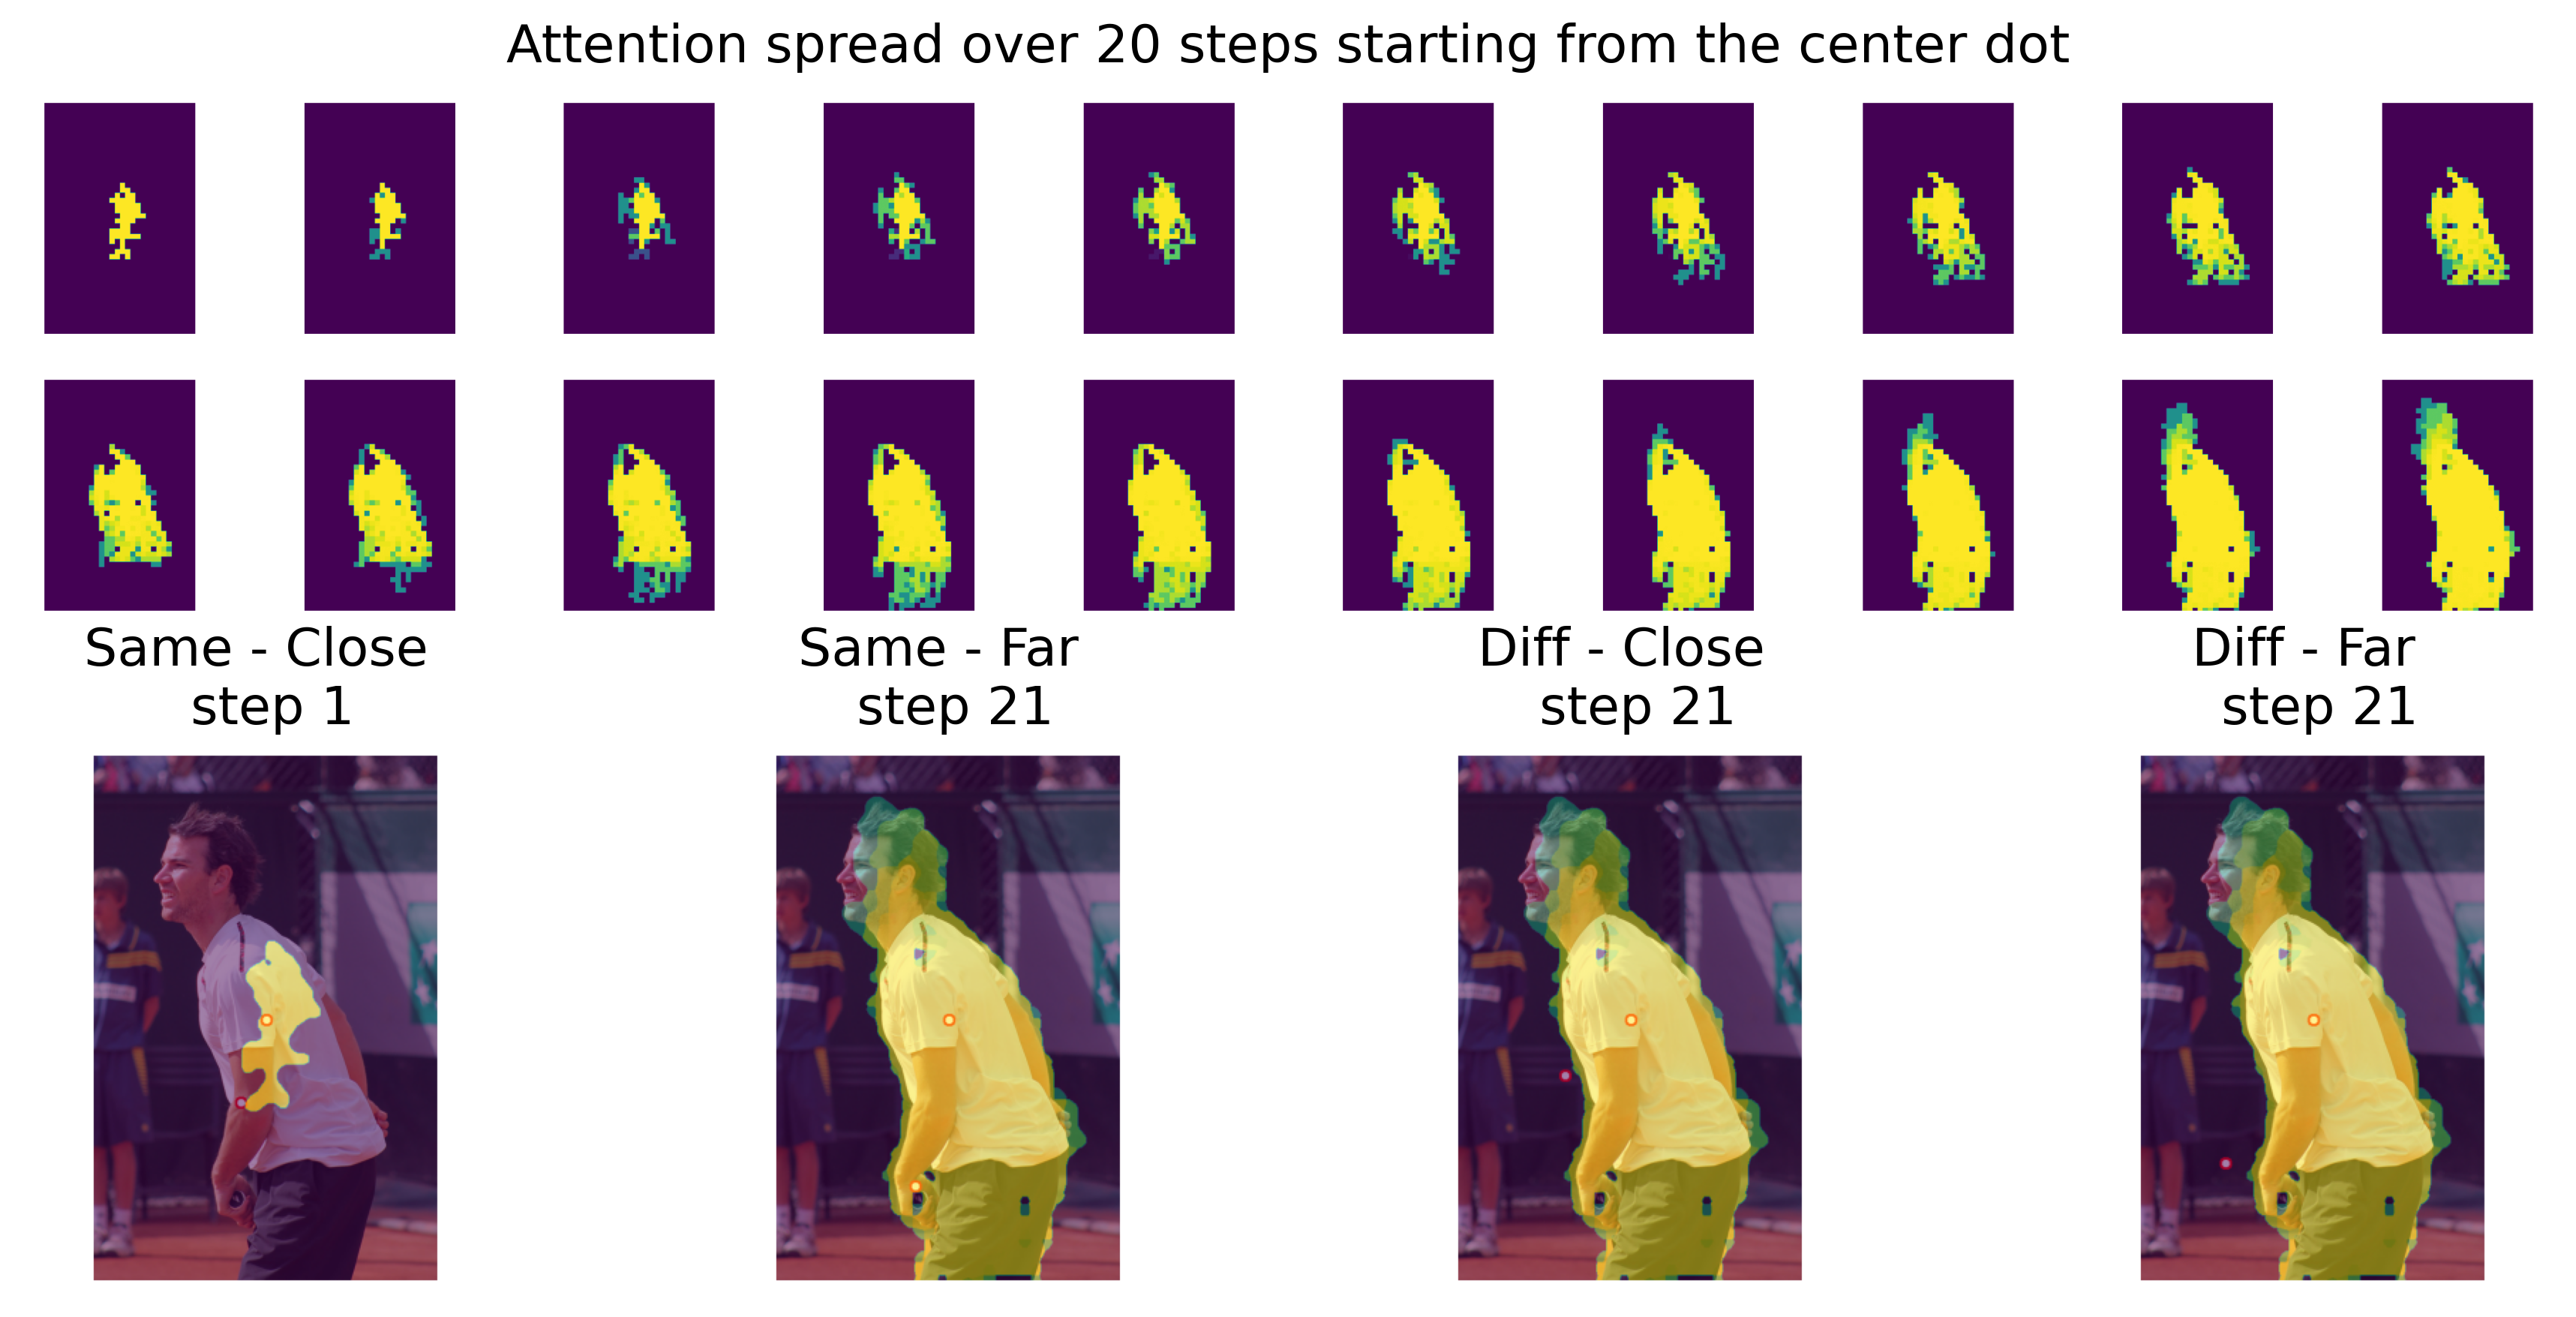 Attention spread over 20 steps starting from the center dot
Same - Close
step 1
Same - Far
step 21
Diff - Close
step 21
Diff - Far
step 21